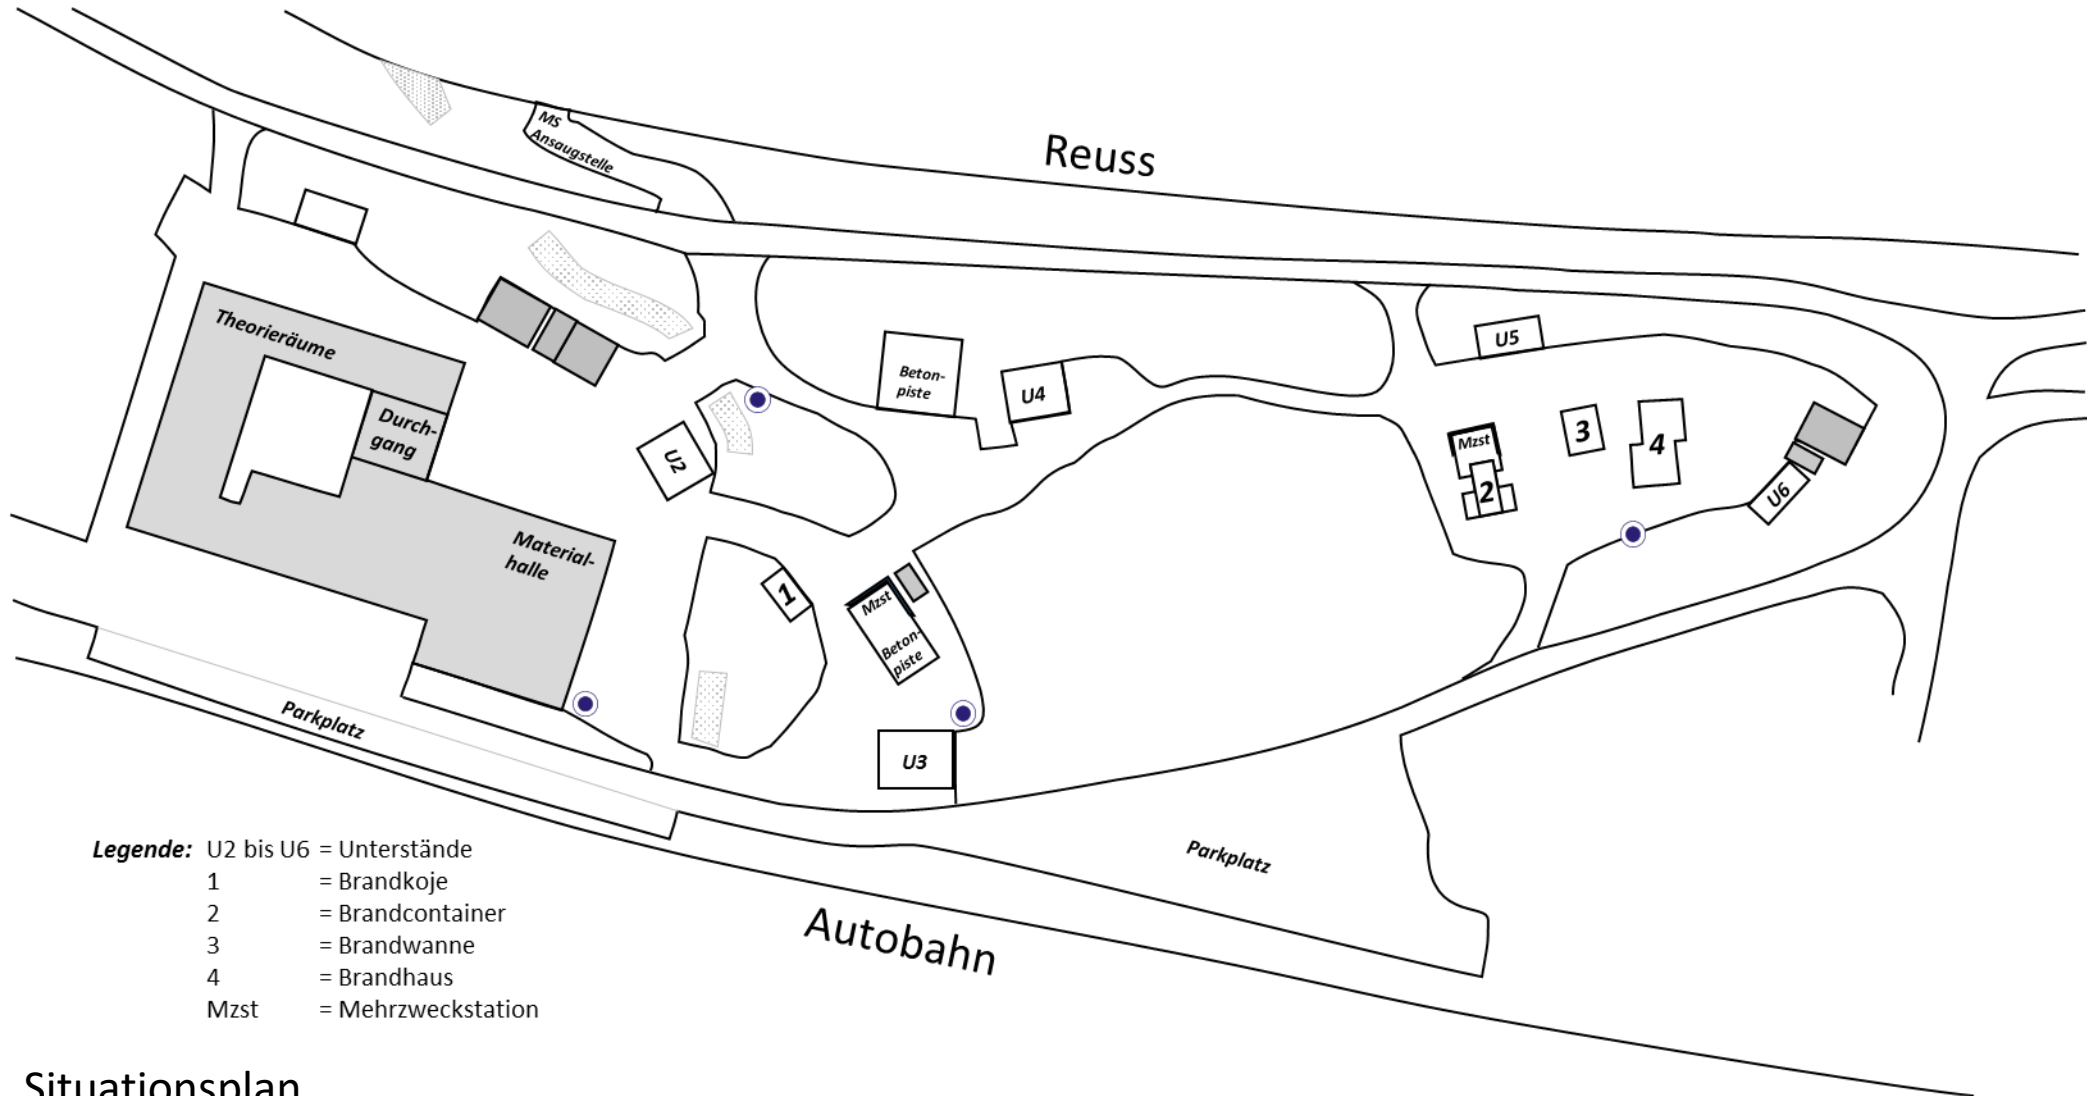 Reuss
MS
Ansaugstelle
Theorieräume
Durch-
gang
Material-
halle
U2
Beton-
piste
U4
U5
Mzst
2
3
4
U6
1
Mzst
Beton-
piste
U3
Parkplatz
Parkplatz
Autobahn
Legende: U2 bis U6 = Unterstände
1 = Brandkoje
2 = Brandcontainer
3 = Brandwanne
4 = Brandhaus
Mzst = Mehrzweckstation
Situationsplan